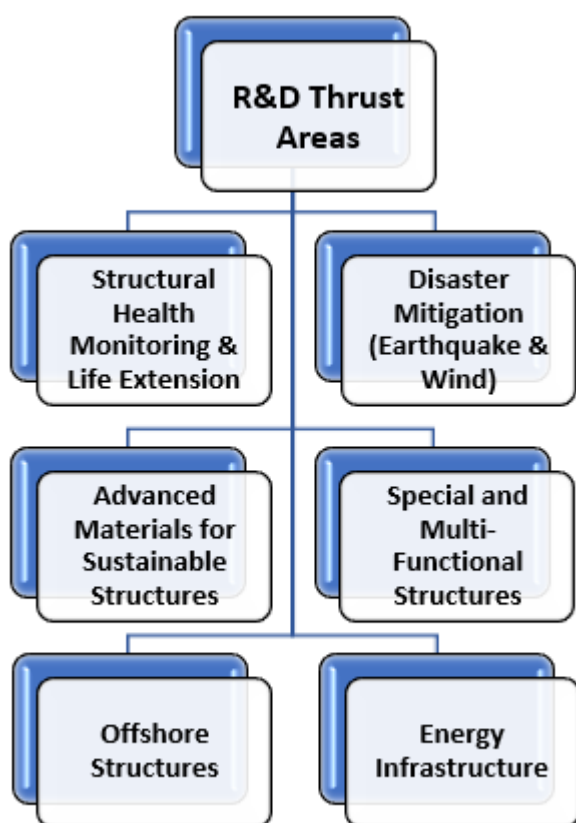 R&D Thrust
Areas
Structural
Health
Monitoring &
Life Extension
Disaster
Mitigation
(Earthquake &
Wind)
Advanced
Materials for
Sustainable
Structures
Special and
Multi-
Functional
Structures
Offshore
Structures
Energy
Infrastructure